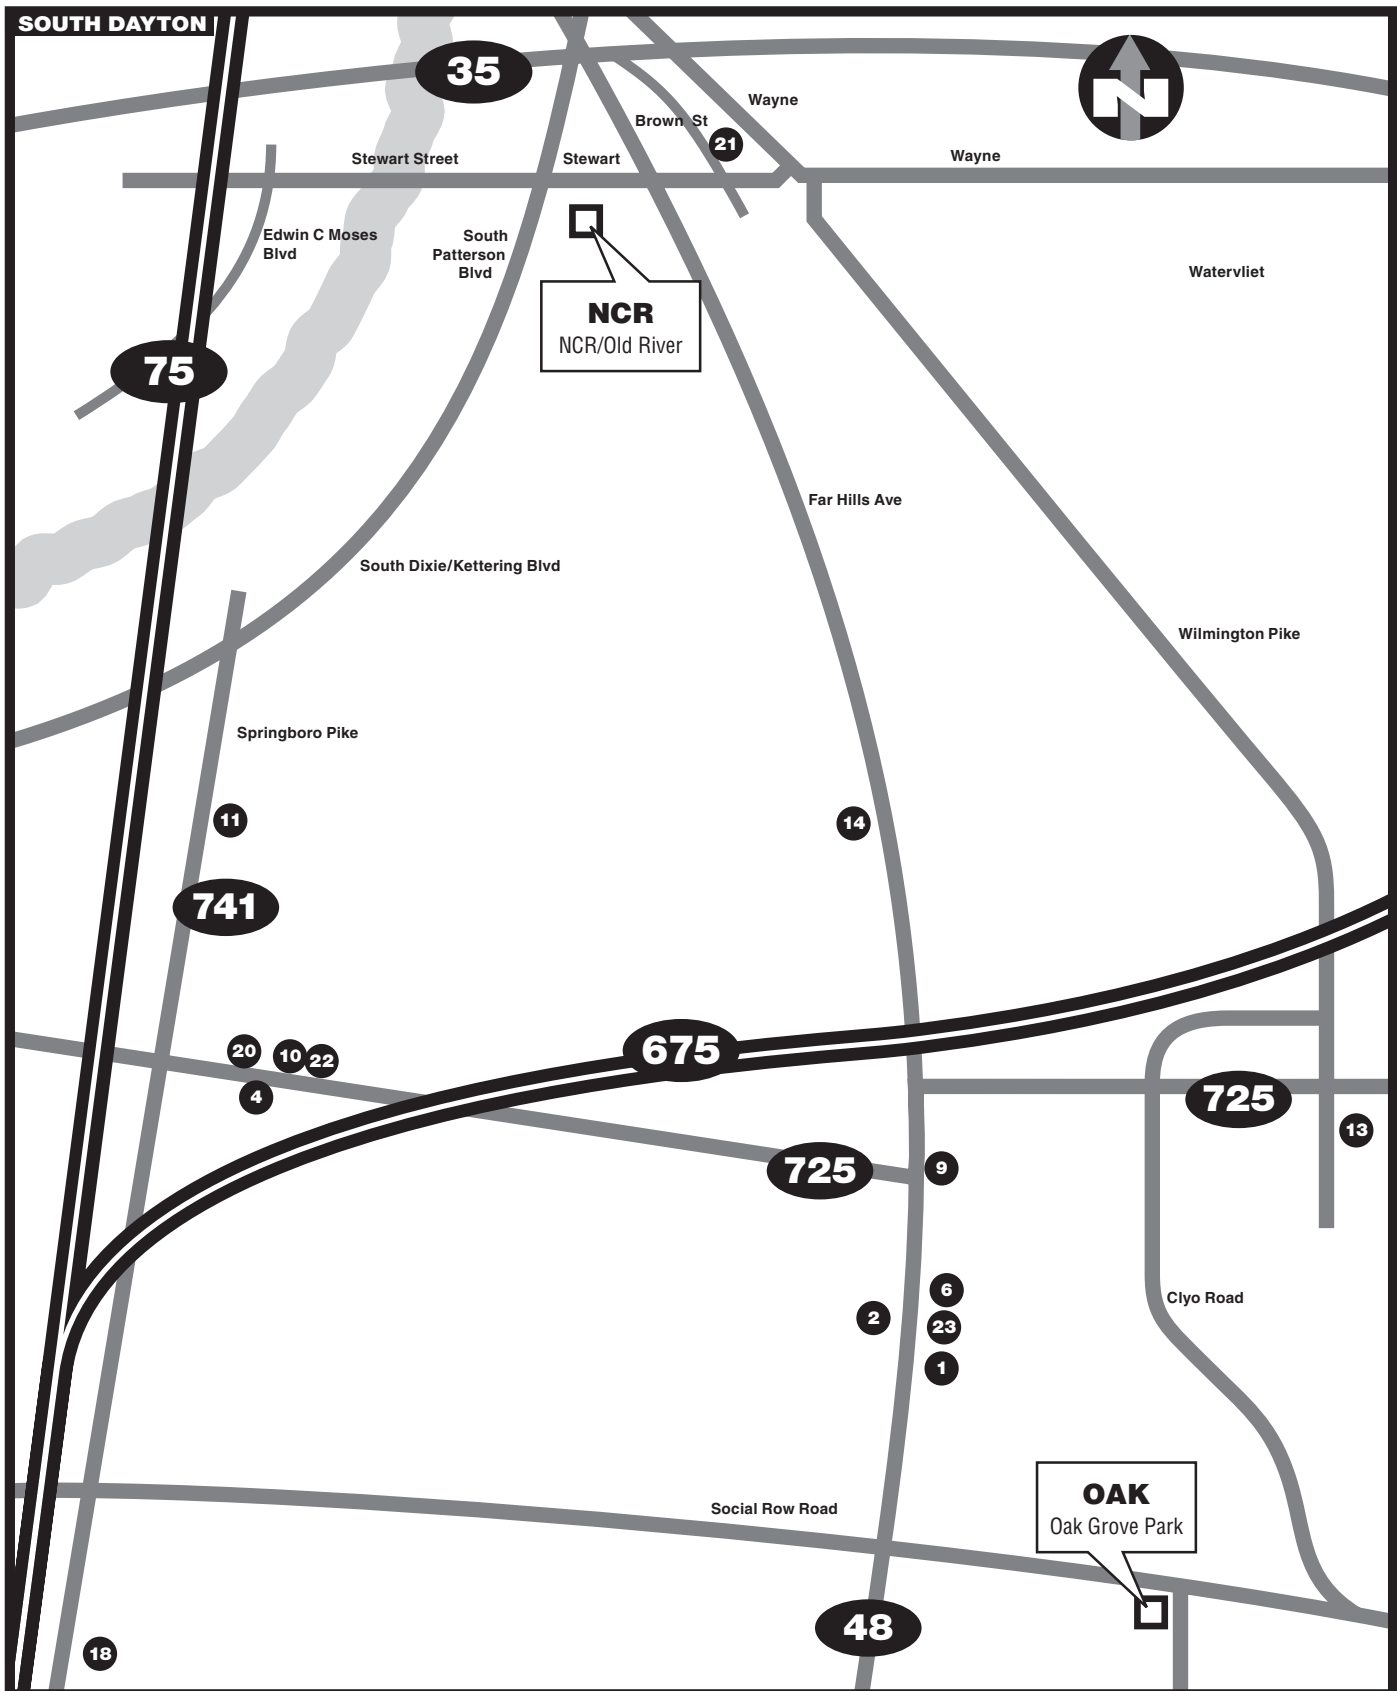 SOUTH DAYTON
35
N
Wayne
Brown St
21
Stewart Street
Stewart
Wayne
Edwin C Moses
Blvd
South
Patterson
Blvd
Watervliet
NCR
NCR/Old River
75
Far Hills Ave
South Dixie/Kettering Blvd
Wilmington Pike
Springboro Pike
11
14
741
20
10
22
675
4
725
13
725
9
6
2
23
1
Clyo Road
OAK
Oak Grove Park
Social Row Road
48
18